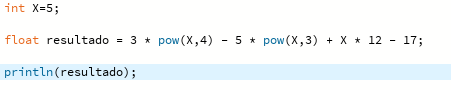 int X=5;
float resultado = 3 * pow(X,4) - 5 * pow(X,3) + X * 12 - 17;
println(resultado);